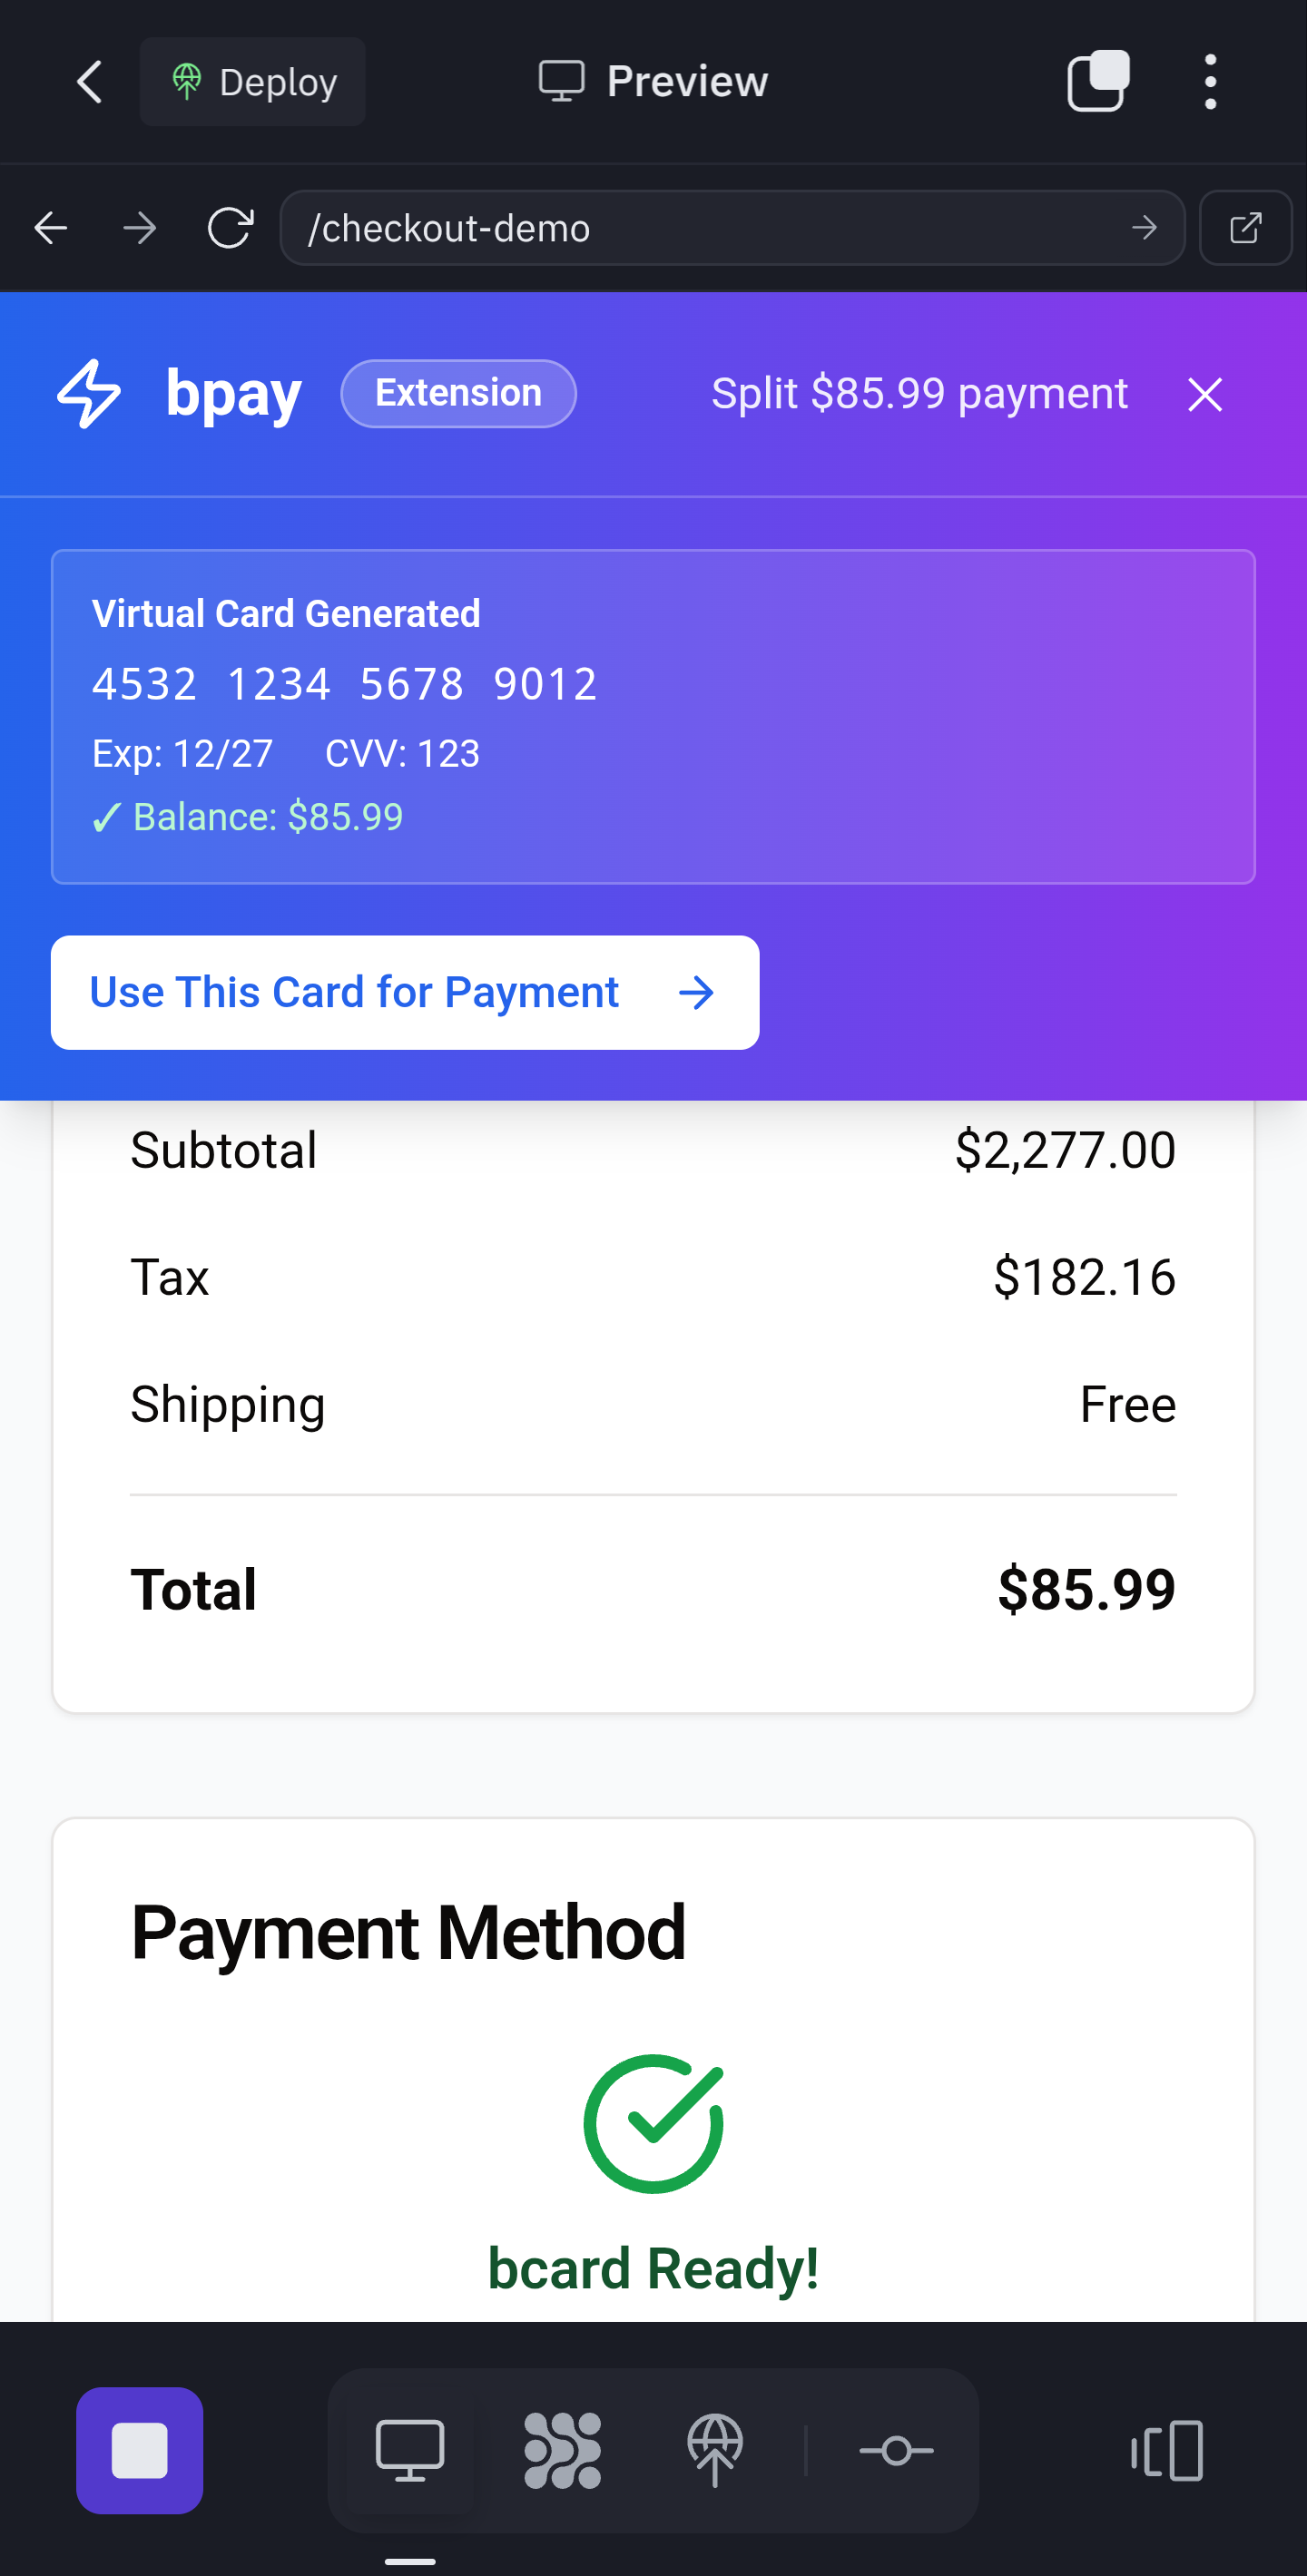 Deploy
Preview
/checkout-demo
bpay Extension Split $85.99 payment
Virtual Card Generated
4532 1234 5678 9012
Exp: 12/27 CVV: 123
✓ Balance: $85.99
Use This Card for Payment →
Subtotal $2,277.00
Tax $182.16
Shipping Free
Total $85.99
Payment Method
bcard Ready!